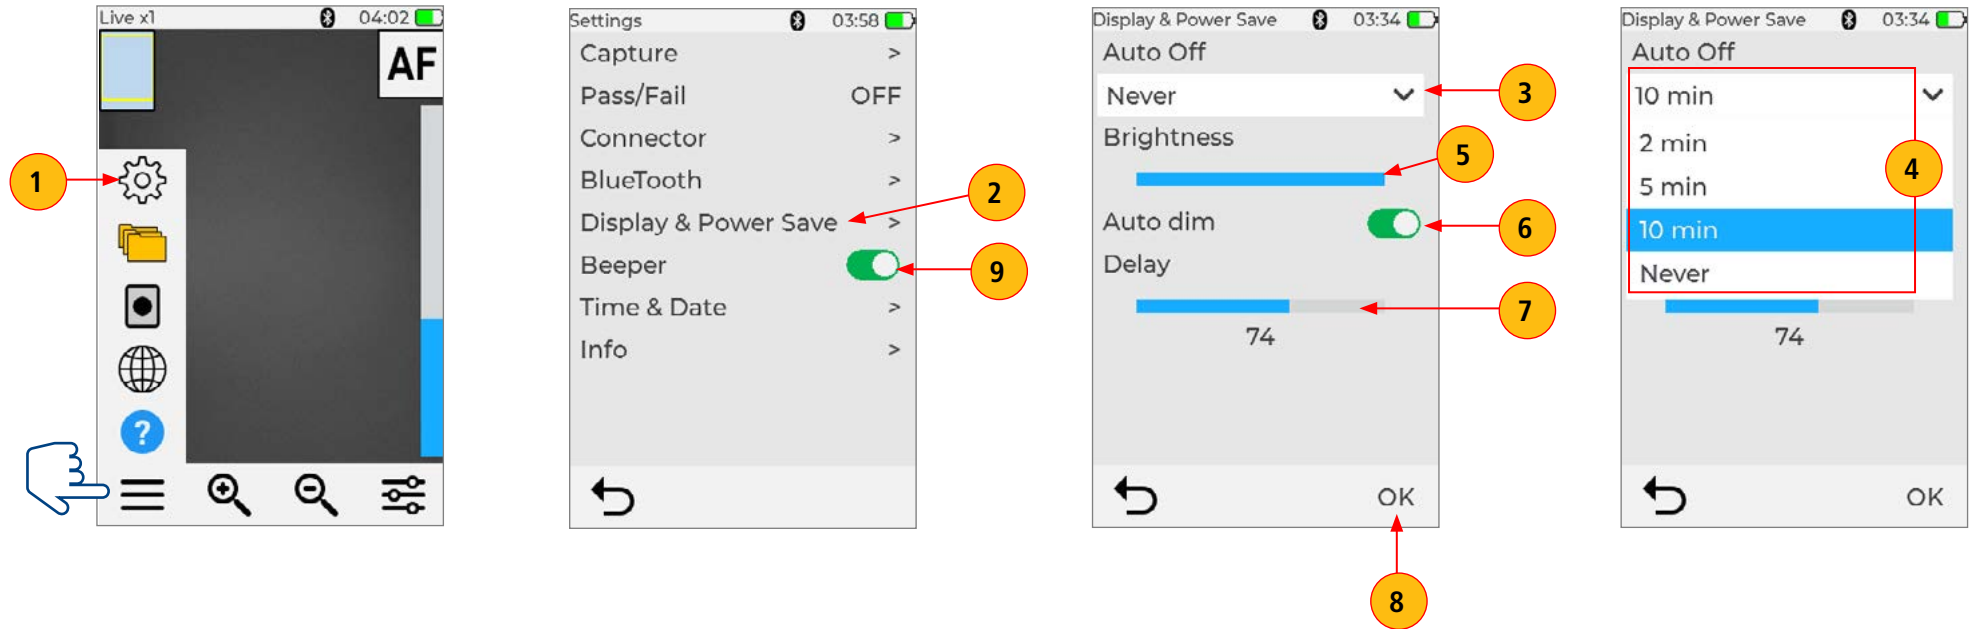 Live x1 04:02
AF
1
?
Settings 03:58
Capture >
Pass/Fail OFF
Connector >
BlueTooth >
Display & Power Save >
Beeper
Time & Date >
Info >
2
9
Display & Power Save 03:34
Auto Off
Never
Brightness
Auto dim
Delay
74
OK
3
5
6
7
8
Display & Power Save 03:34
Auto Off
10 min
2 min
5 min
10 min
Never
74
OK
4